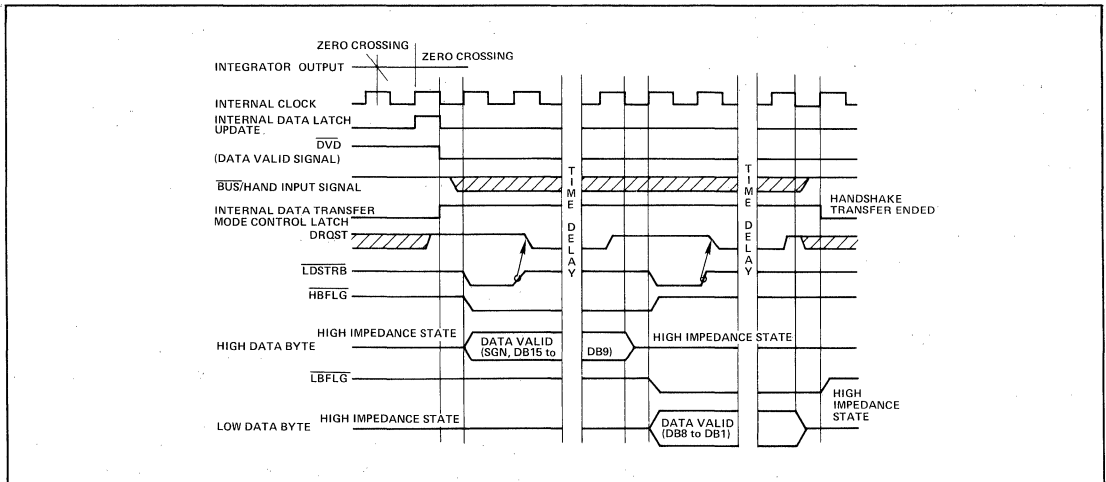 ZERO CROSSING
ZERO CROSSING
INTEGRATOR OUTPUT
INTERNAL CLOCK
INTERNAL DATA LATCH
UPDATE.
DVD
(DATA VALID SIGNAL)
BUS/HAND INPUT SIGNAL
INTERNAL DATA TRANSFER
MODE CONTROL LATCH
HANDSHAKE
TRANSFER ENDED
DRQST
TIME DELAY
TIME DELAY
LDSTRB
HBFLG
HIGH IMPEDANCE STATE
HIGH IMPEDANCE STATE
HIGH DATA BYTE
DATA VALID
(SGN, DB15 to DB9)
LBFLG
HIGH
IMPEDANCE
STATE
HIGH IMPEDANCE STATE
LOW DATA BYTE
DATA VALID
(DB8 to DB1)